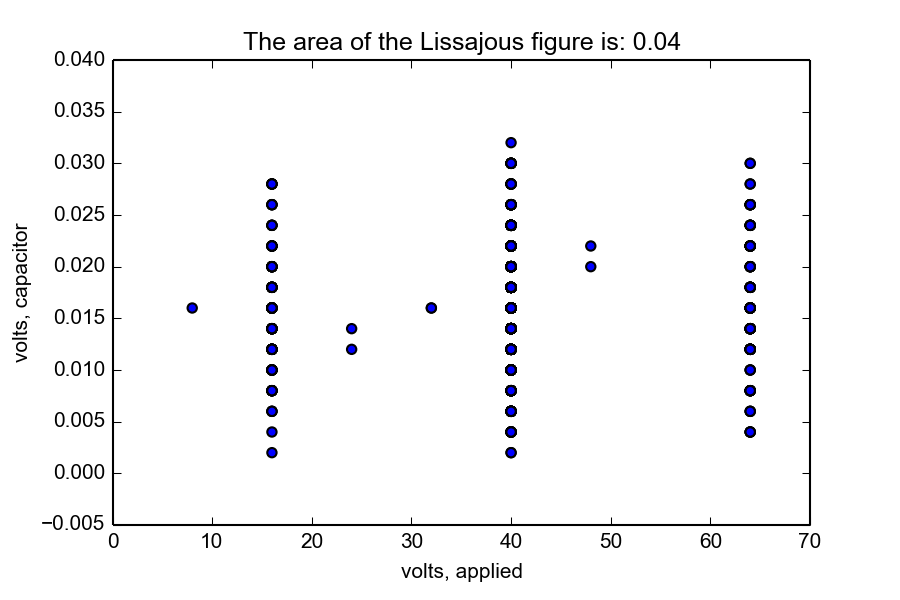 The area of the Lissajous figure is: 0.04
0.040
0.035
0.030
0.025
0.020
0.015
0.010
0.005
0.000
−0.005
volts, capacitor
0 10 20 30 40 50 60 70
volts, applied